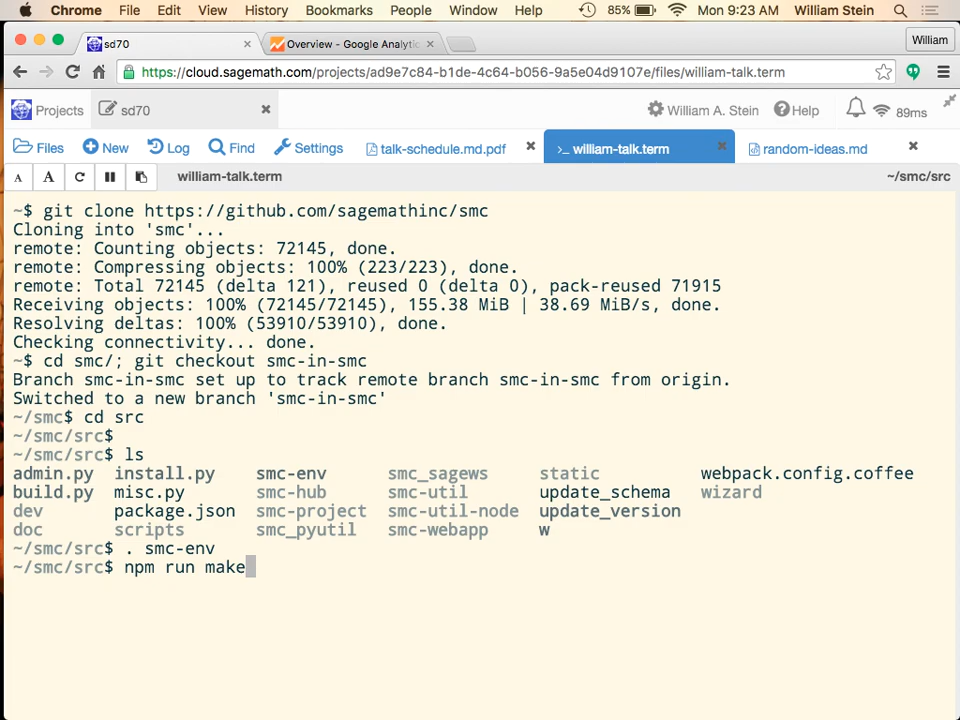 Chrome File Edit View History Bookmarks People Window Help 85% Mon 9:23 AM William Stein
sd70 × Overview - Google Analytic × William
https://cloud.sagemath.com/projects/ad9e7c84-b1de-4c64-b056-9a5e04d9107e/files/william-talk.term
Projects sd70 × William A. Stein Help 89ms
Files New Log Find Settings talk-schedule.md.pdf × >_ william-talk.term × random-ideas.md ×
A A william-talk.term ~/smc/src
~$ git clone https://github.com/sagemathinc/smc
Cloning into 'smc'...
remote: Counting objects: 72145, done.
remote: Compressing objects: 100% (223/223), done.
remote: Total 72145 (delta 121), reused 0 (delta 0), pack-reused 71915
Receiving objects: 100% (72145/72145), 155.38 MiB | 38.69 MiB/s, done.
Resolving deltas: 100% (53910/53910), done.
Checking connectivity... done.
~$ cd smc/; git checkout smc-in-smc
Branch smc-in-smc set up to track remote branch smc-in-smc from origin.
Switched to a new branch 'smc-in-smc'
~/smc$ cd src
~/smc/src$
~/smc/src$ ls
admin.py install.py smc-env smc_sagews static webpack.config.coffee
build.py misc.py smc-hub smc-util update_schema wizard
dev package.json smc-project smc-util-node update_version
doc scripts smc_pyutil smc-webapp w
~/smc/src$ . smc-env
~/smc/src$ npm run make